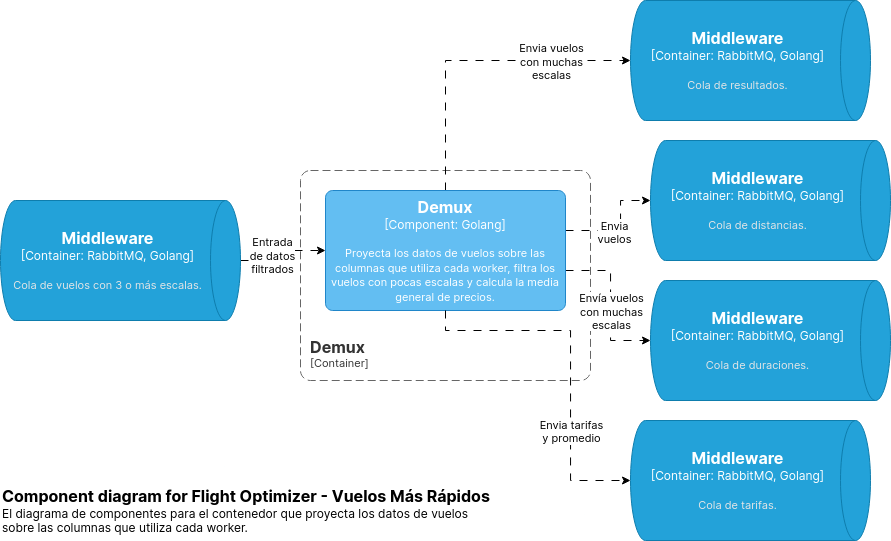 Middleware
[Container: RabbitMQ, Golang]
Cola de resultados.
Envia vuelos
con muchas
escalas
Middleware
[Container: RabbitMQ, Golang]
Cola de distancias.
Envia
vuelos
Demux
[Component: Golang]
Proyecta los datos de vuelos sobre las
columnas que utiliza cada worker, filtra los
vuelos con pocas escalas y calcula la media
general de precios.
Middleware
[Container: RabbitMQ, Golang]
Cola de vuelos con 3 o más escalas.
Entrada
de datos
filtrados
Envía vuelos
con muchas
escalas
Middleware
[Container: RabbitMQ, Golang]
Cola de duraciones.
Demux
[Container]
Envia tarifas
y promedio
Middleware
[Container: RabbitMQ, Golang]
Cola de tarifas.
Component diagram for Flight Optimizer - Vuelos Más Rápidos
El diagrama de componentes para el contenedor que proyecta los datos de vuelos
sobre las columnas que utiliza cada worker.